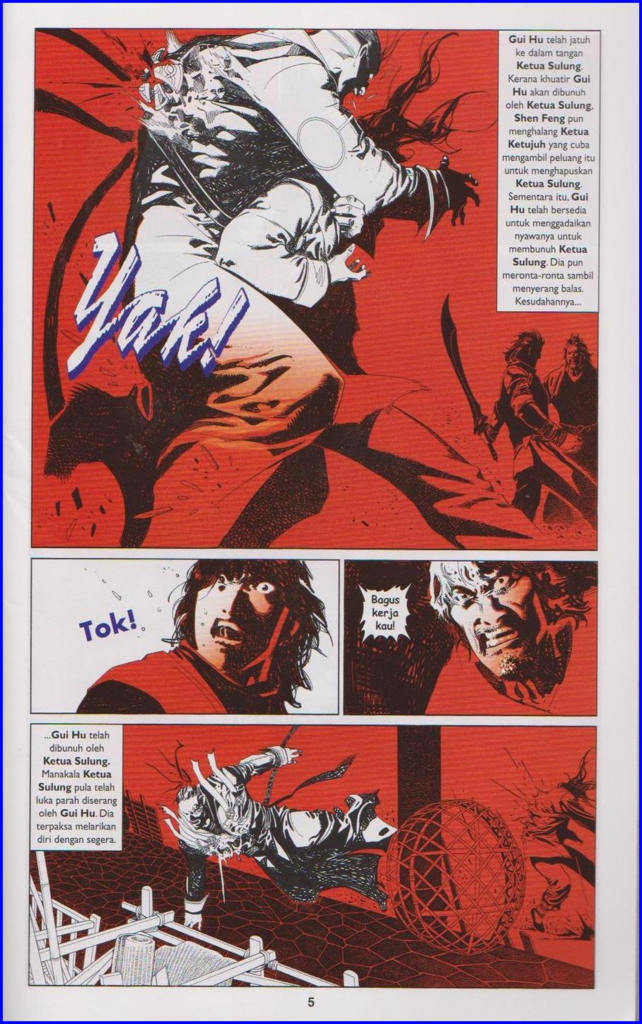 Gui Hu telah jatuh
ke dalam tangan
Ketua Sulung.
Kerana khuatir Gui
Hu akan dibunuh
oleh Ketua Sulung,
Shen Feng pun
menghalang Ketua
Ketujuh yang cuba
mengambil peluang itu
untuk menghapuskan
Ketua Sulung.
Sementara itu, Gui
Hu telah bersedia
untuk menggadaikan
nyawanya untuk
membunuh Ketua
Sulung. Dia pun
meronta-ronta sambil
menyerang balas.
Kesudahannya...
Yak!
Tok!
Bagus
kerja
kau!
...Gui Hu telah
dibunuh oleh
Ketua Sulung.
Manakala Ketua
Sulung pula telah
luka parah diserang
oleh Gui Hu. Dia
terpaksa melarikan
diri dengan segera.
5